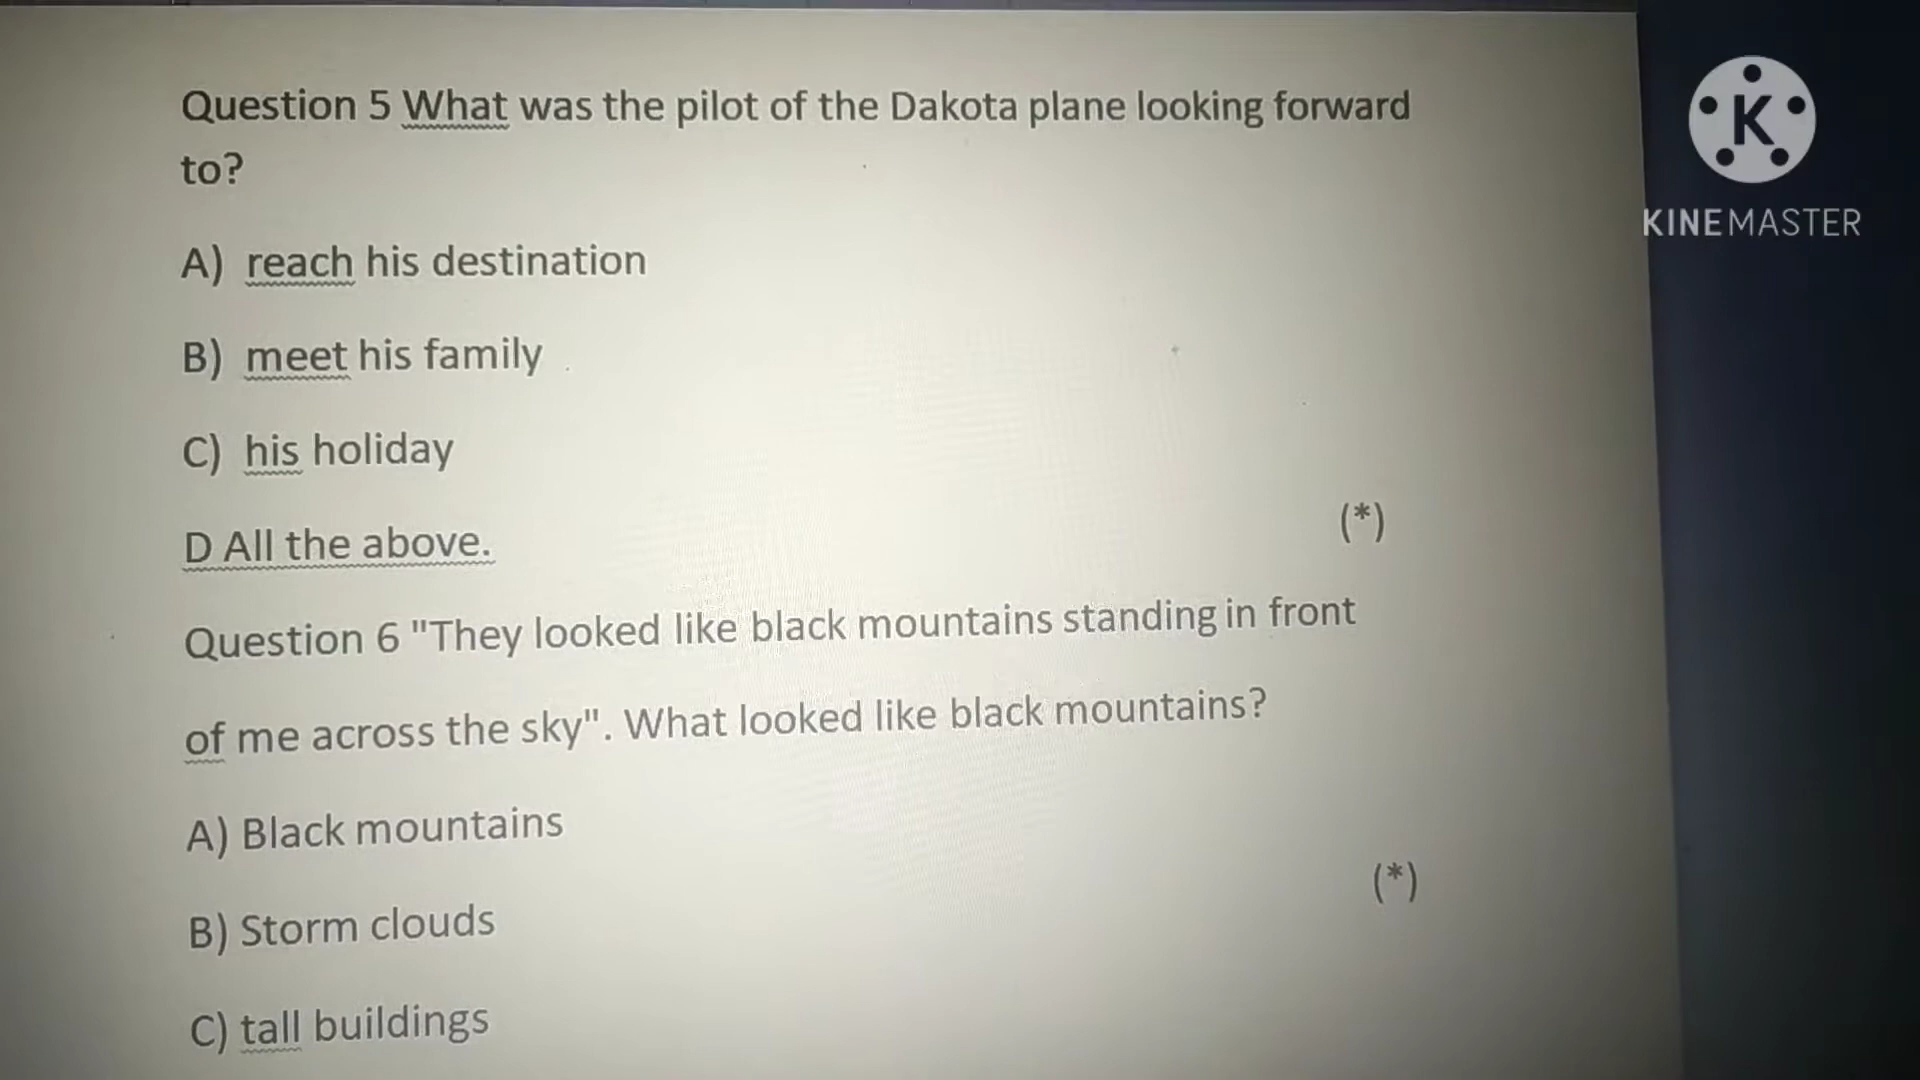 Question 5 What was the pilot of the Dakota plane looking forward
to?
A) reach his destination
B) meet his family
C) his holiday
D All the above. (*)
Question 6 "They looked like black mountains standing in front
of me across the sky". What looked like black mountains?
A) Black mountains
(*)
B) Storm clouds
C) tall buildings
K
KINEMASTER